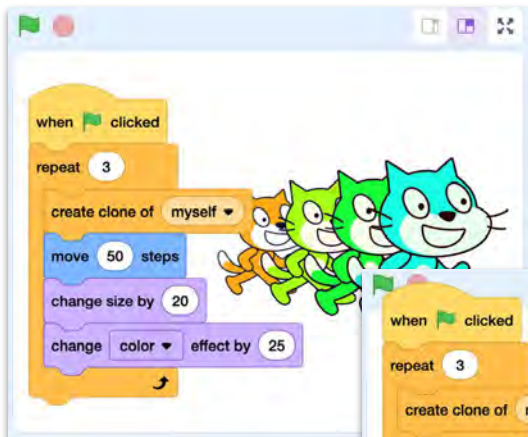 when clicked
repeat 3
create clone of myself
move 50 steps
change size by 20
change color effect by 25
when clicked
repeat 3
create clone of